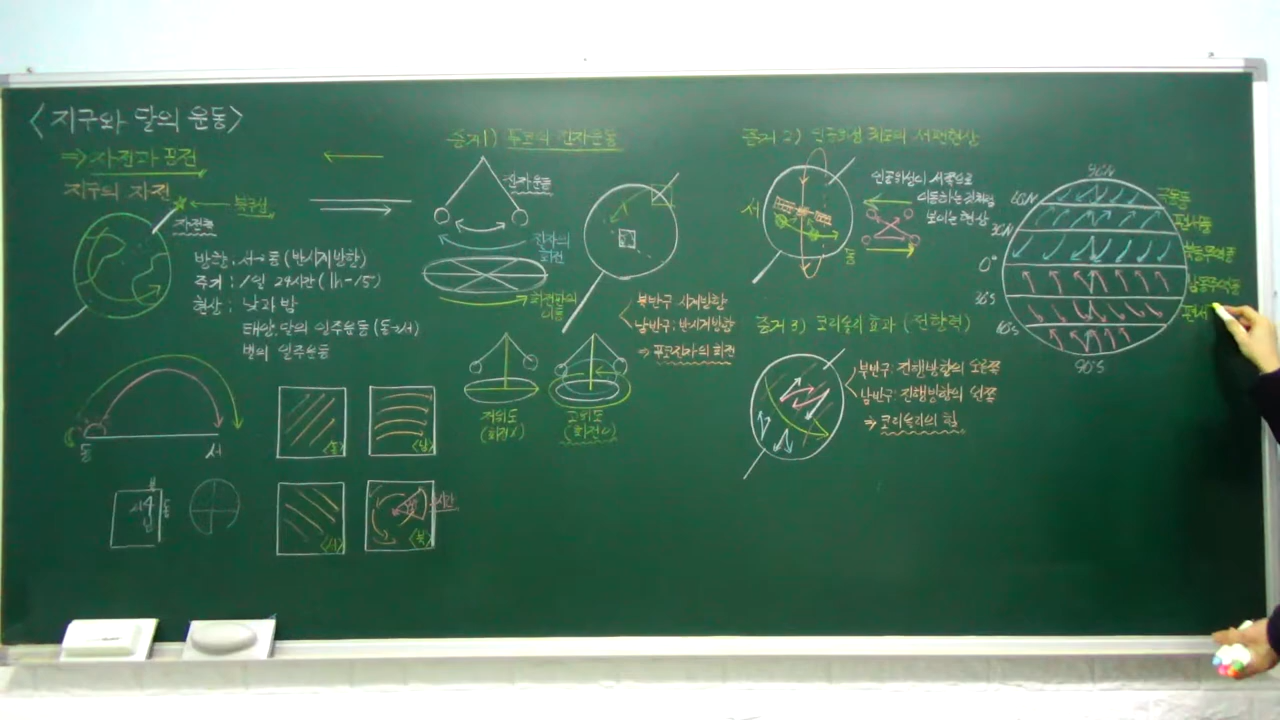 <지구와 달의 운동>
⇒ 자전과 공전
지구의 자전
북극성
자전축
방향 : 서→동 (반시계방향)
주기 : 1일 24시간 (1h-15°)
현상 : 낮과 밤
태양, 달의 일주운동 (동→서)
별의 일주운동
동
서
<동>
<남>
북
동
남
<서>
<북>
시간
증거 1) 푸코의 진자운동
진자운동
진자의
회전
북반구 : 시계방향
남반구 : 반시계방향
⇒ 푸코진자의 회전
저위도
(회전x)
고위도
(회전o)
증거 2) 인공위성 궤도의 서편현상
서
동
인공위성이 서쪽으로
이동하는 것처럼
보이는 현상
증거 3) 코리올리 효과 (전향력)
북반구 : 진행방향의 오른쪽
남반구 : 진행방향의 왼쪽
⇒ 코리올리의 힘
90°N
60°N
30°N
0°
30°S
60°S
90°S
극동풍
편서풍
북동무역풍
남동무역풍
편서